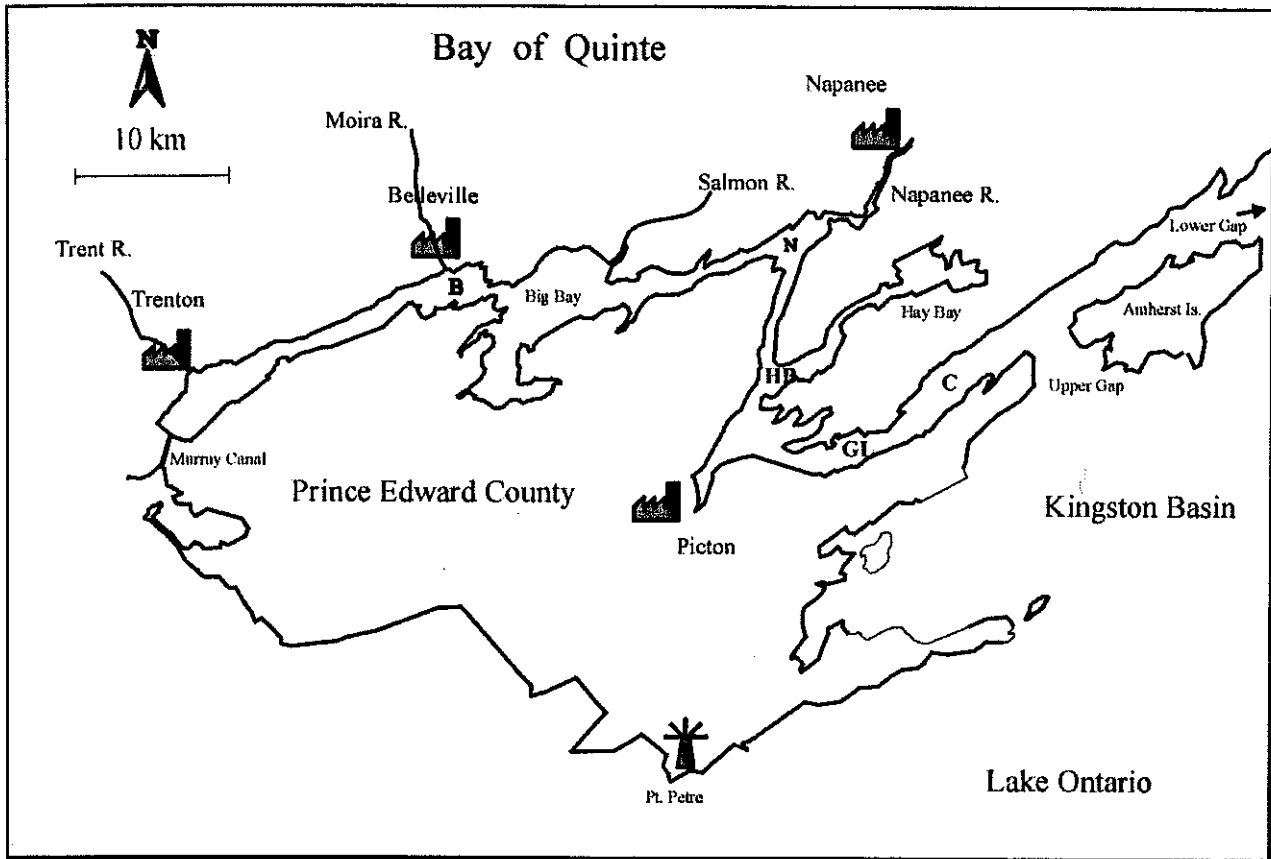 Bay of Quinte
N
10 km
Napanee
Moira R.
Belleville
Salmon R.
Napanee R.
Trent R.
Trenton
B
Big Bay
N
Lower Gap
Hay Bay
Amherst Is.
HB
C
Upper Gap
GL
Murray Canal
Prince Edward County
Kingston Basin
Picton
Pt. Petre
Lake Ontario